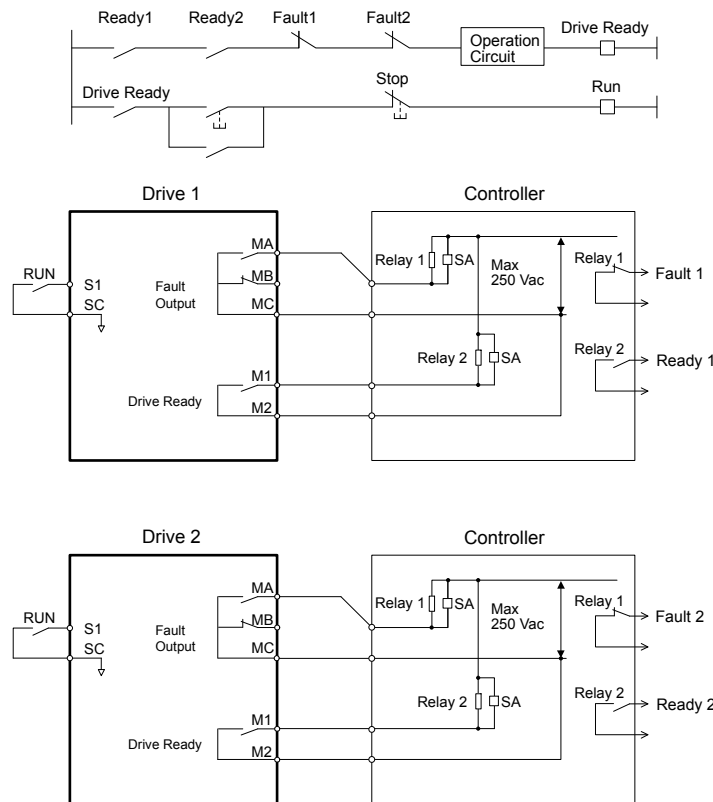 Ready1 Ready2 Fault1 Fault2 Operation Circuit Drive Ready
Drive Ready Stop Run
Drive 1 Controller
RUN
S1
SC
Fault
Output
MA
MB
MC
Drive Ready
M1
M2
Relay 1
SA
Max
250 Vac
Relay 2
SA
Relay 1
Fault 1
Relay 2
Ready 1
Drive 2 Controller
RUN
S1
SC
Fault
Output
MA
MB
MC
Drive Ready
M1
M2
Relay 1
SA
Max
250 Vac
Relay 2
SA
Relay 1
Fault 2
Relay 2
Ready 2